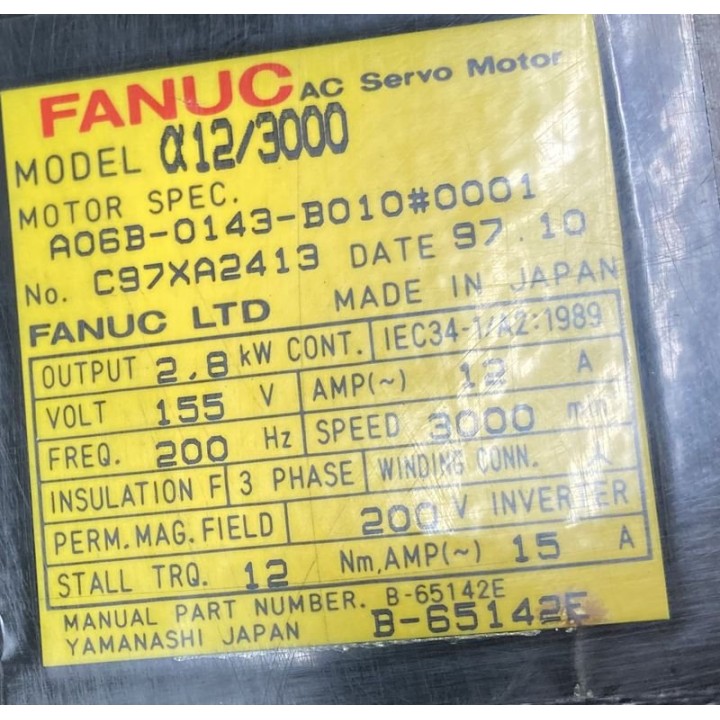 FANUC AC Servo Motor
MODEL α12/3000
MOTOR SPEC.
A06B-0143-B010#0001
No. C97XA2413 DATE 97.10
FANUC LTD MADE IN JAPAN
OUTPUT 2.8 kW CONT. IEC34-1/A2:1989
VOLT 155 V AMP(~) 12 A
FREQ. 200 Hz SPEED 3000
INSULATION F 3 PHASE WINDING CONN.
PERM.MAG.FIELD 200 V INVERTER
STALL TRQ. 12 Nm,AMP(~) 15 A
MANUAL PART NUMBER. B-65142E
YAMANASHI JAPAN B-65142E